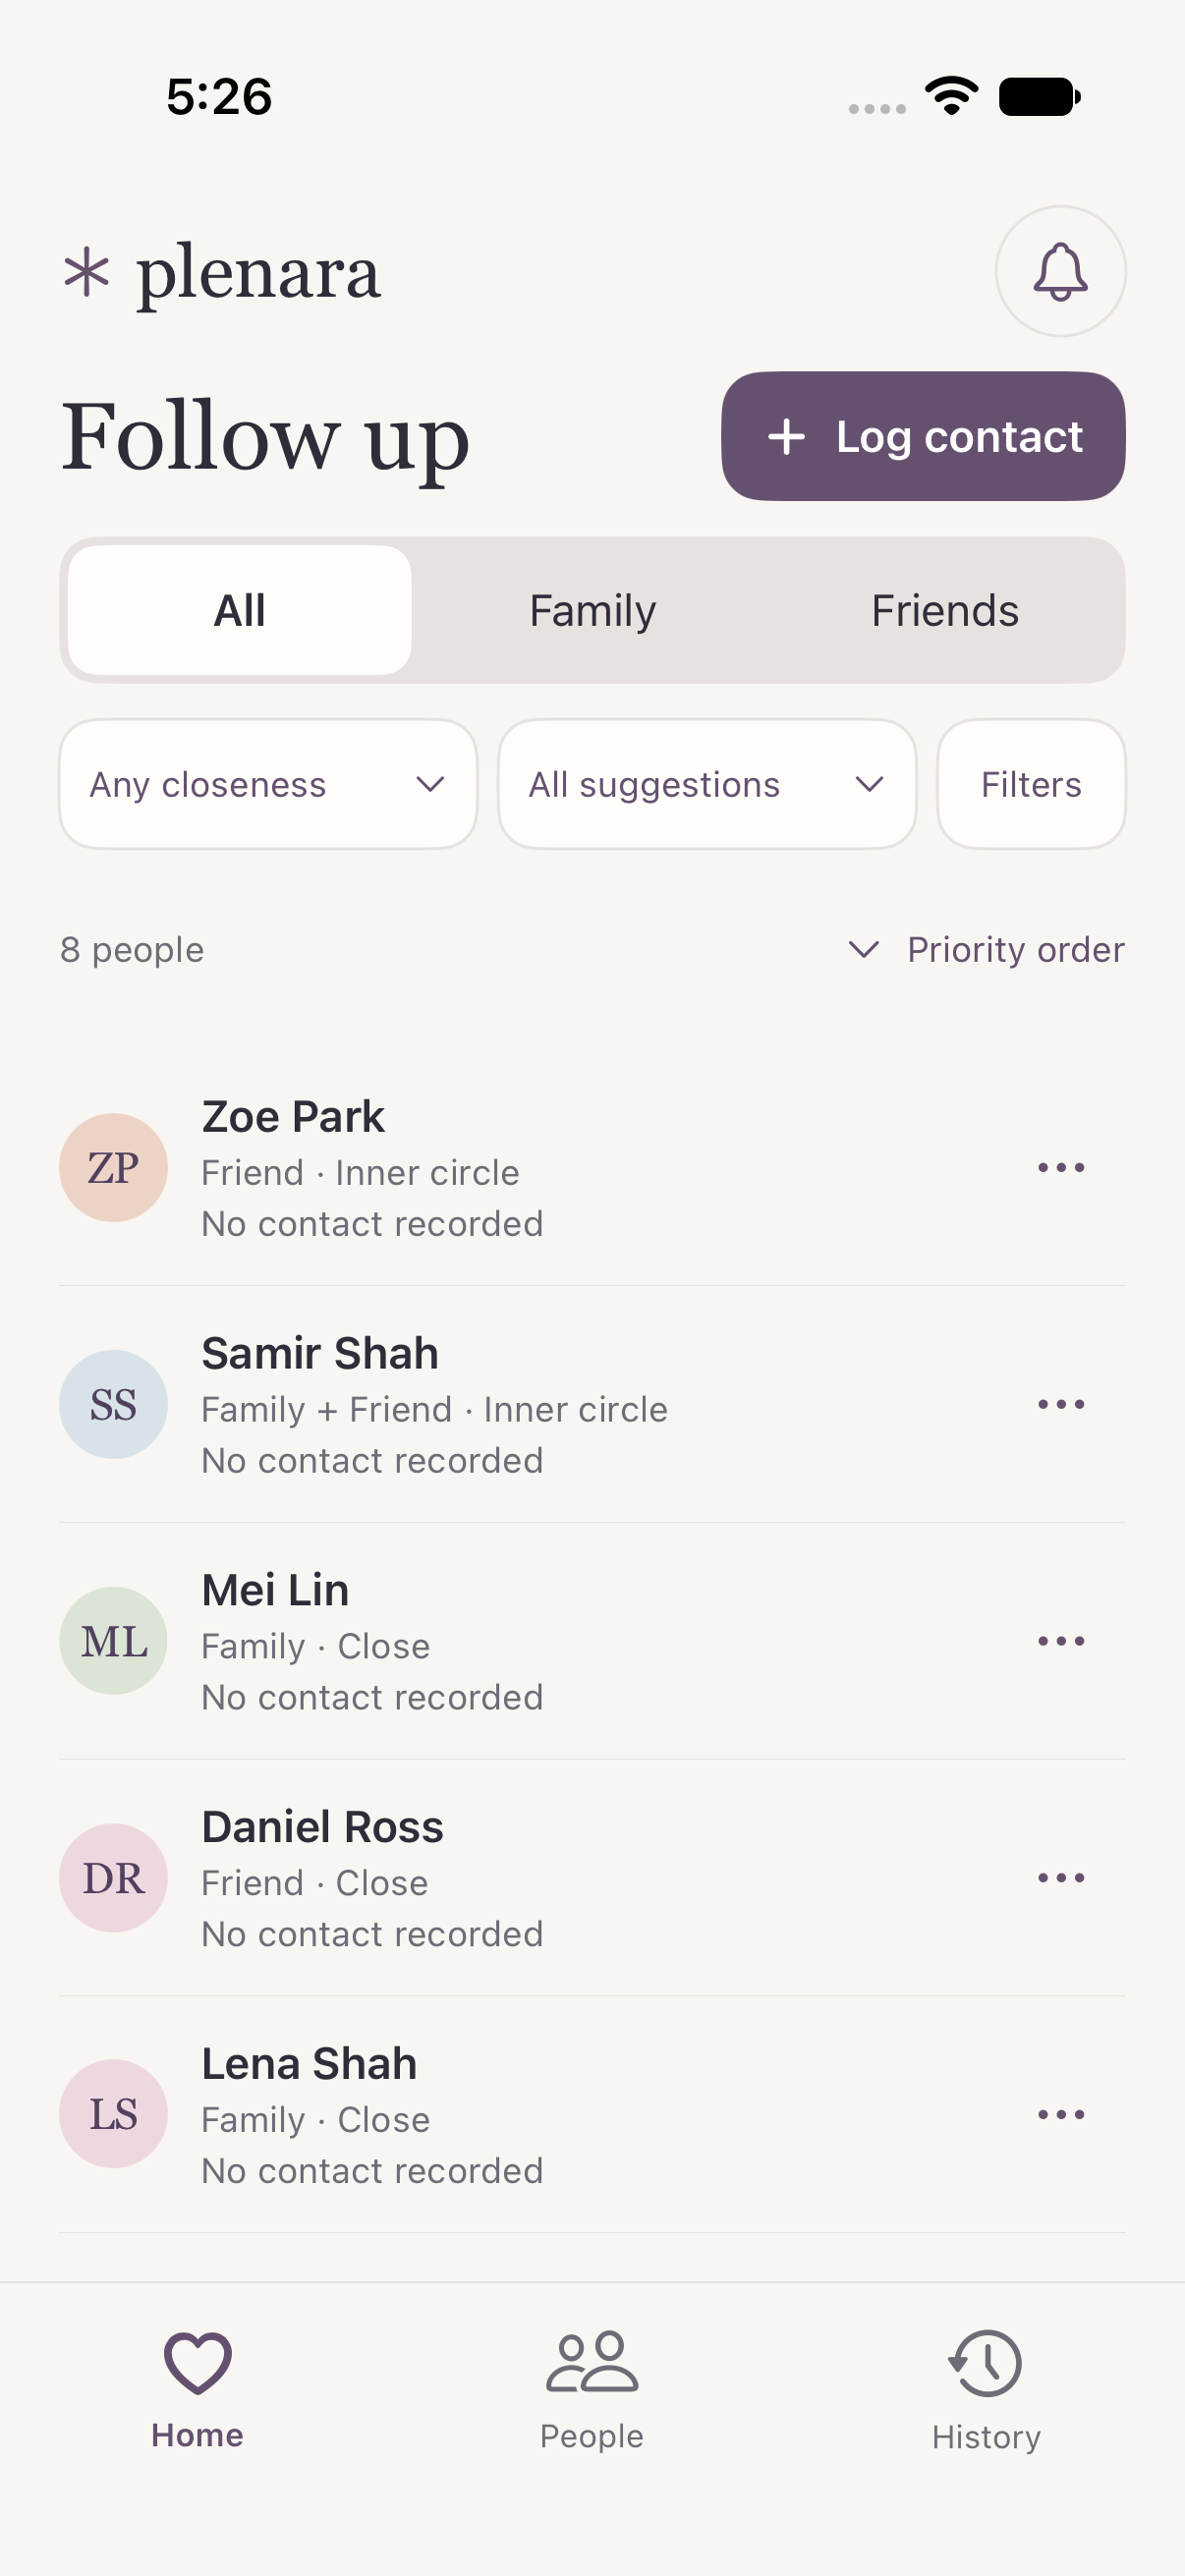 5:26
plenara
Follow up
+ Log contact
All
Family
Friends
Any closeness
All suggestions
Filters
8 people
Priority order
ZP
Zoe Park
Friend · Inner circle
No contact recorded
SS
Samir Shah
Family + Friend · Inner circle
No contact recorded
ML
Mei Lin
Family · Close
No contact recorded
DR
Daniel Ross
Friend · Close
No contact recorded
LS
Lena Shah
Family · Close
No contact recorded
Home
People
History